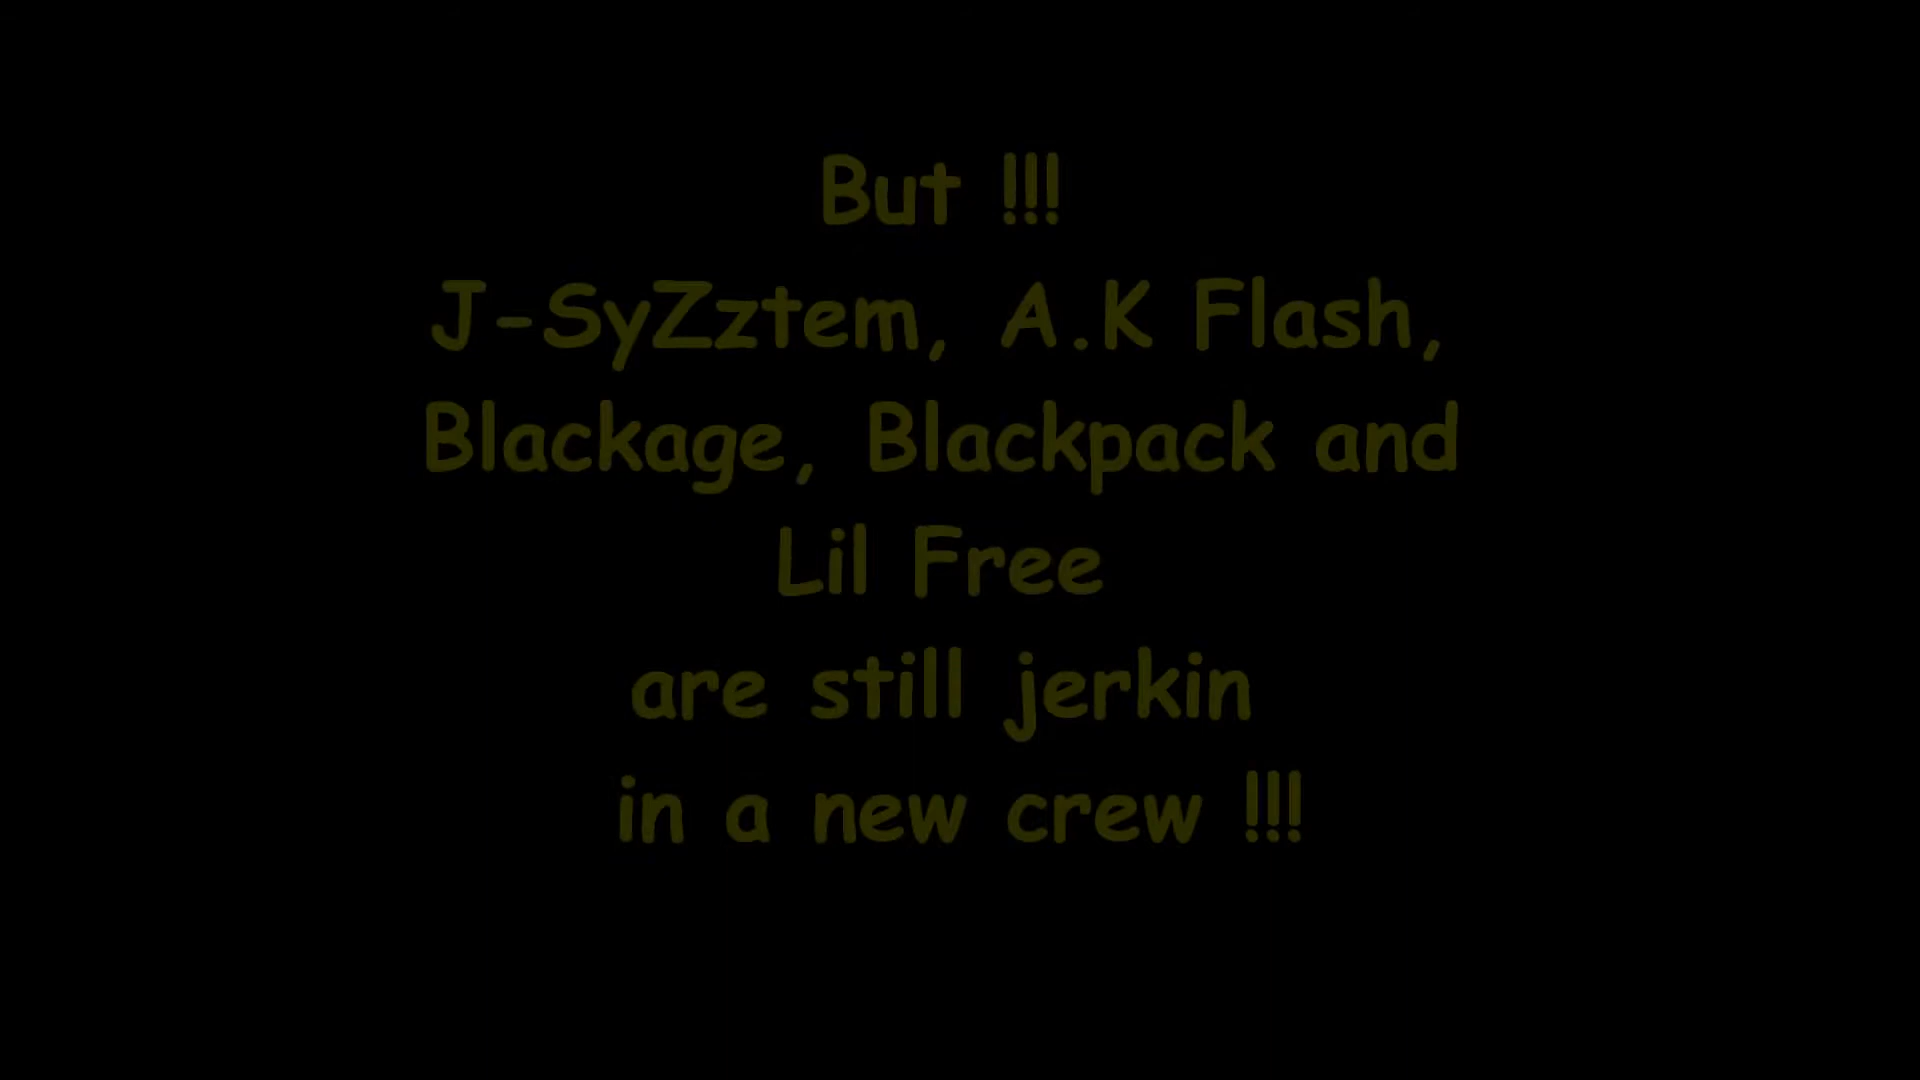 But !!!
J-SyZztem, A.K Flash,
Blackage, Blackpack and
Lil Free
are still jerkin
in a new crew !!!